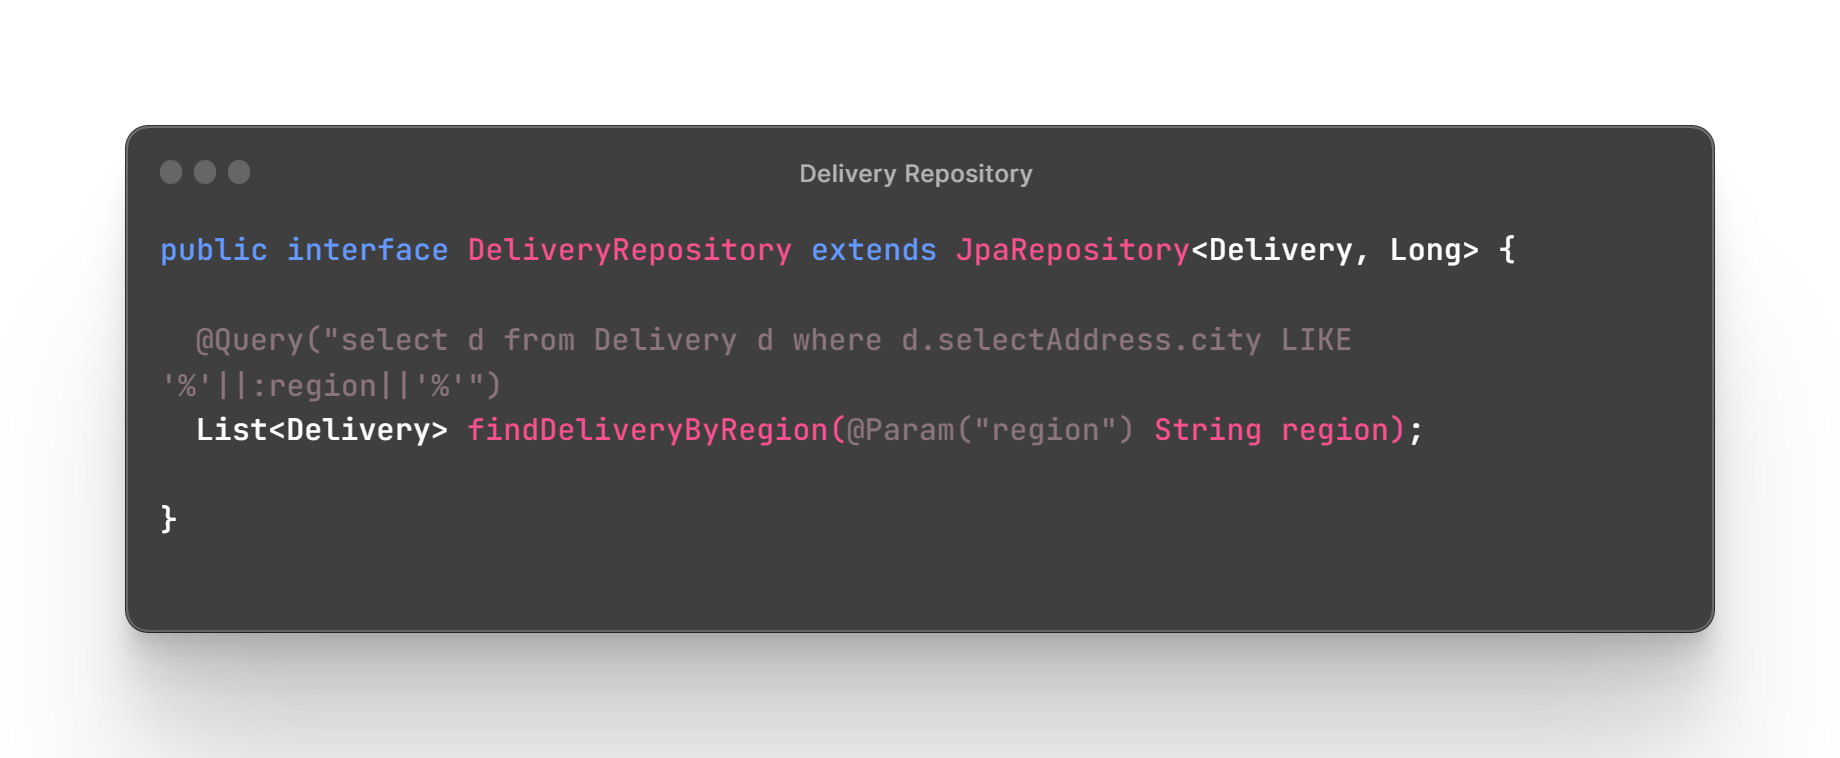 Delivery Repository
public interface DeliveryRepository extends JpaRepository<Delivery, Long> {
@Query("select d from Delivery d where d.selectAddress.city LIKE
'%'||:region||'%'")
List<Delivery> findDeliveryByRegion(@Param("region") String region);
}